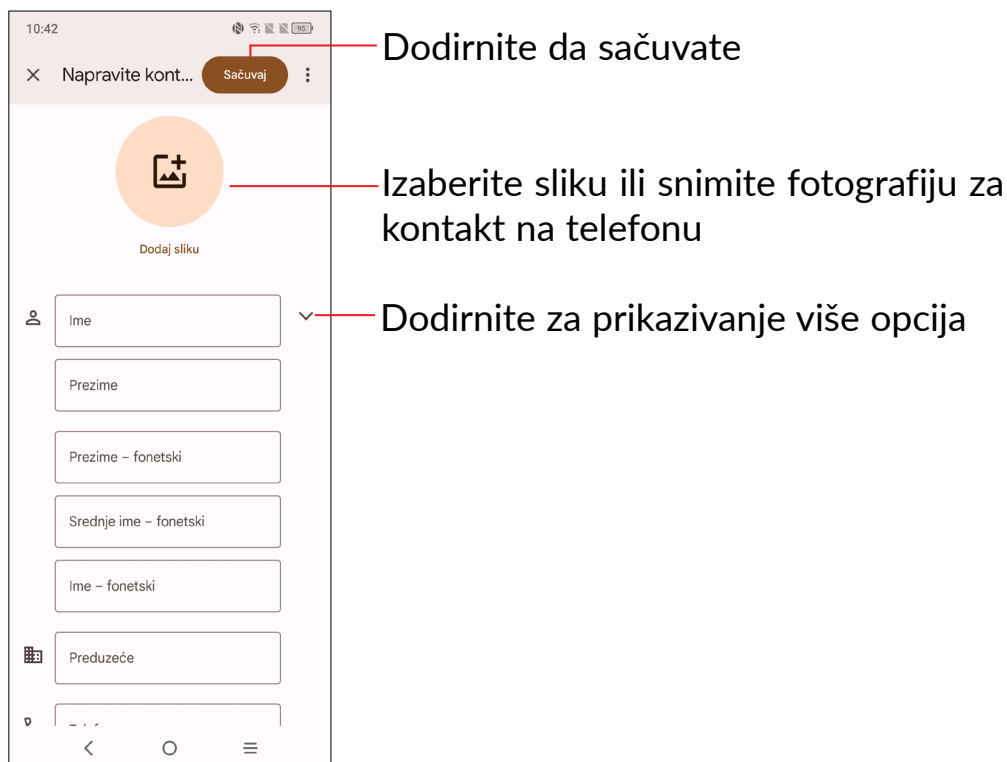 10:42
95
Napravite kont...
Sačuvaj
Dodirnite da sačuvate
Dodaj sliku
Izaberite sliku ili snimite fotografiju za
kontakt na telefonu
Ime
Dodirnite za prikazivanje više opcija
Prezime
Prezime – fonetski
Srednje ime – fonetski
Ime – fonetski
Preduzeće